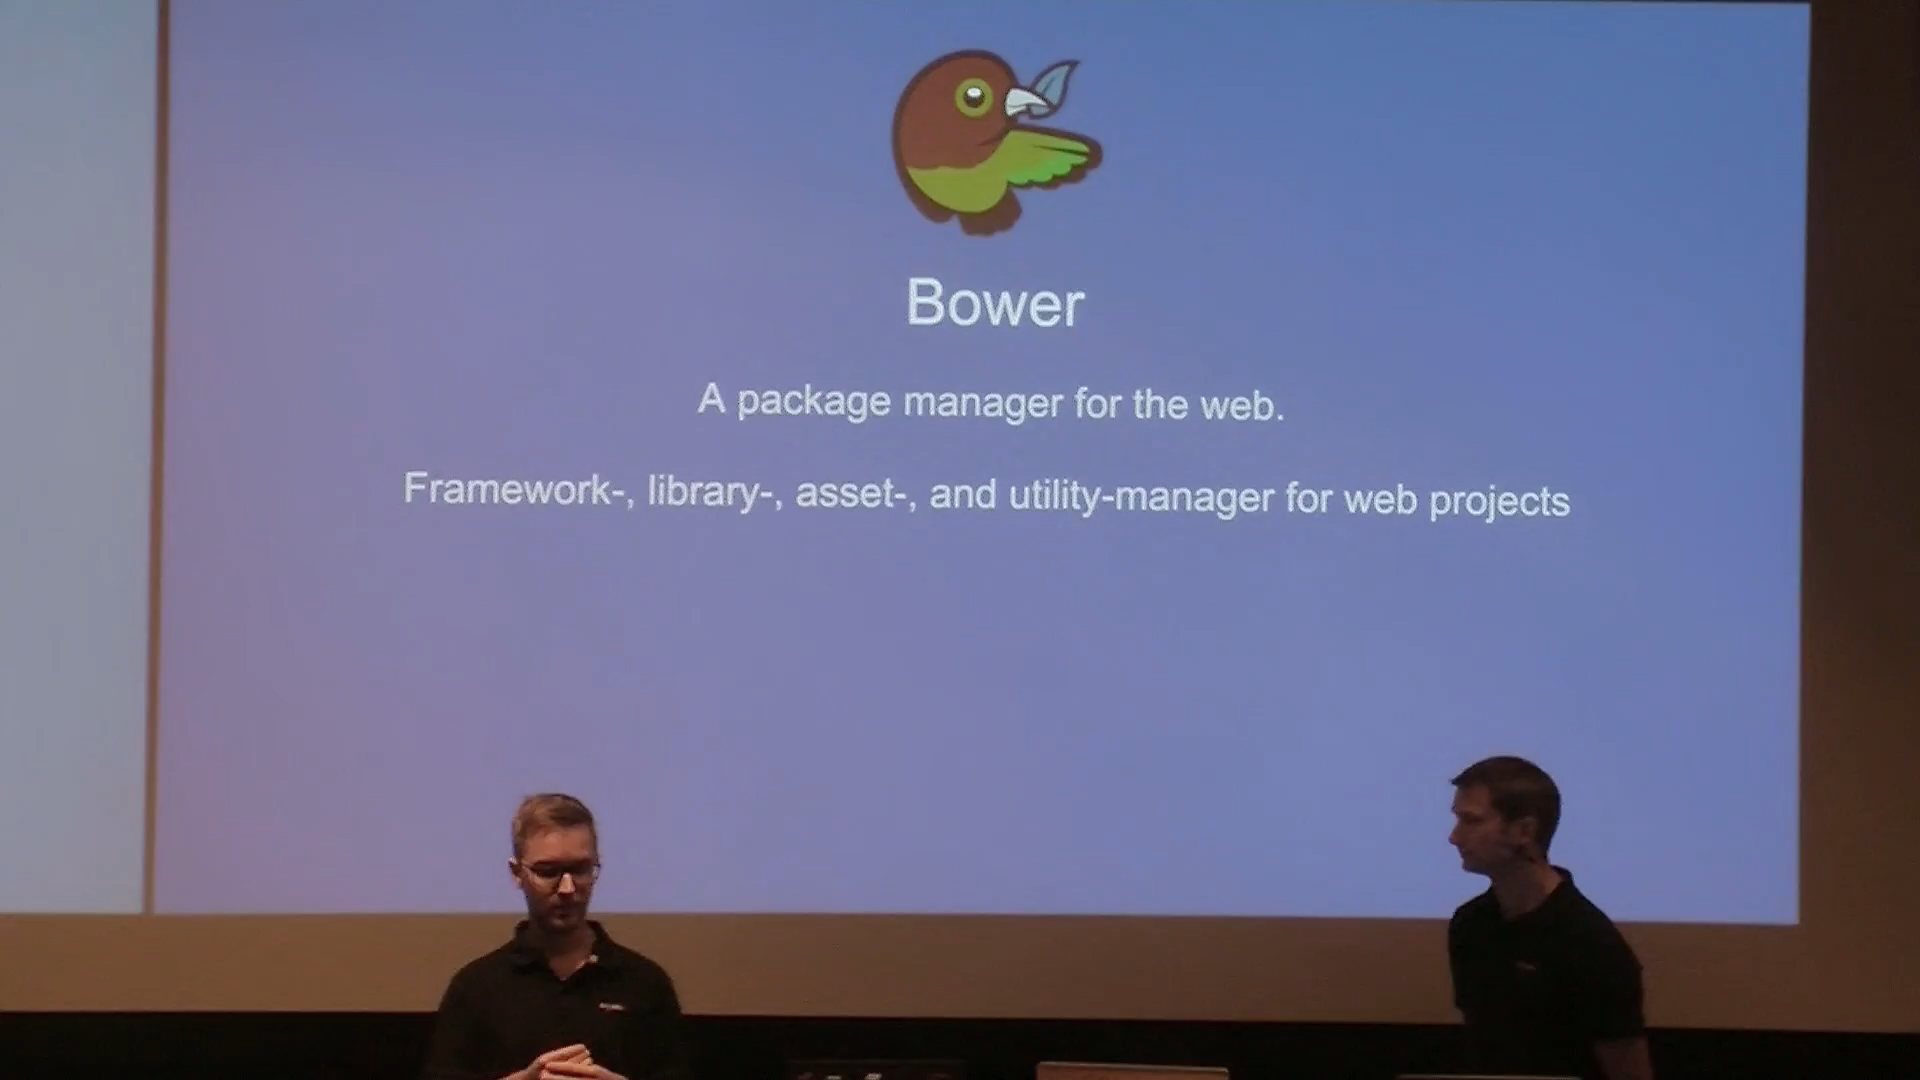 Bower
A package manager for the web.
Framework-, library-, asset-, and utility-manager for web projects